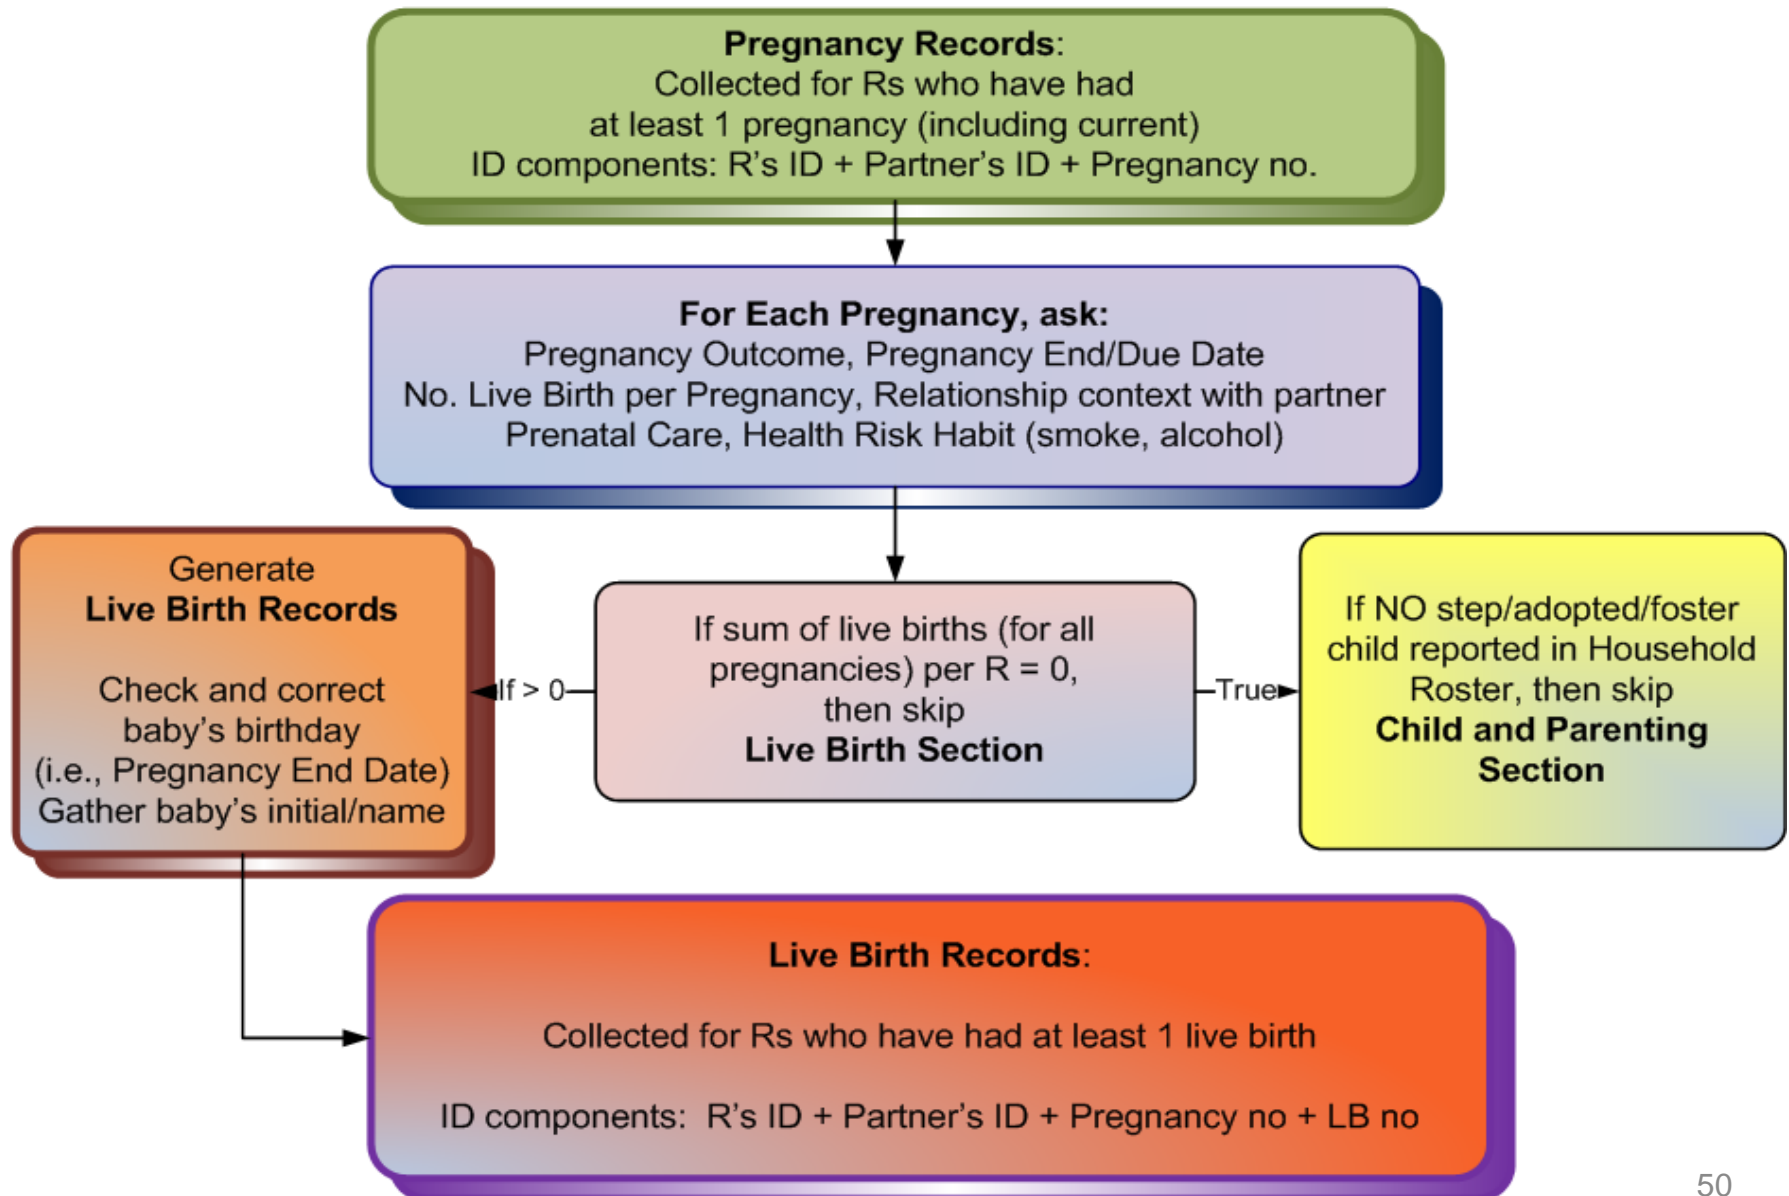 Pregnancy Records:
Collected for Rs who have had
at least 1 pregnancy (including current)
ID components: R's ID + Partner's ID + Pregnancy no.
For Each Pregnancy, ask:
Pregnancy Outcome, Pregnancy End/Due Date
No. Live Birth per Pregnancy, Relationship context with partner
Prenatal Care, Health Risk Habit (smoke, alcohol)
Generate
Live Birth Records
Check and correct
baby's birthday
(i.e., Pregnancy End Date)
Gather baby's initial/name
If > 0
If sum of live births (for all
pregnancies) per R = 0,
then skip
Live Birth Section
True
If NO step/adopted/foster
child reported in Household
Roster, then skip
Child and Parenting
Section
Live Birth Records:
Collected for Rs who have had at least 1 live birth
ID components:  R's ID + Partner's ID + Pregnancy no + LB no
50